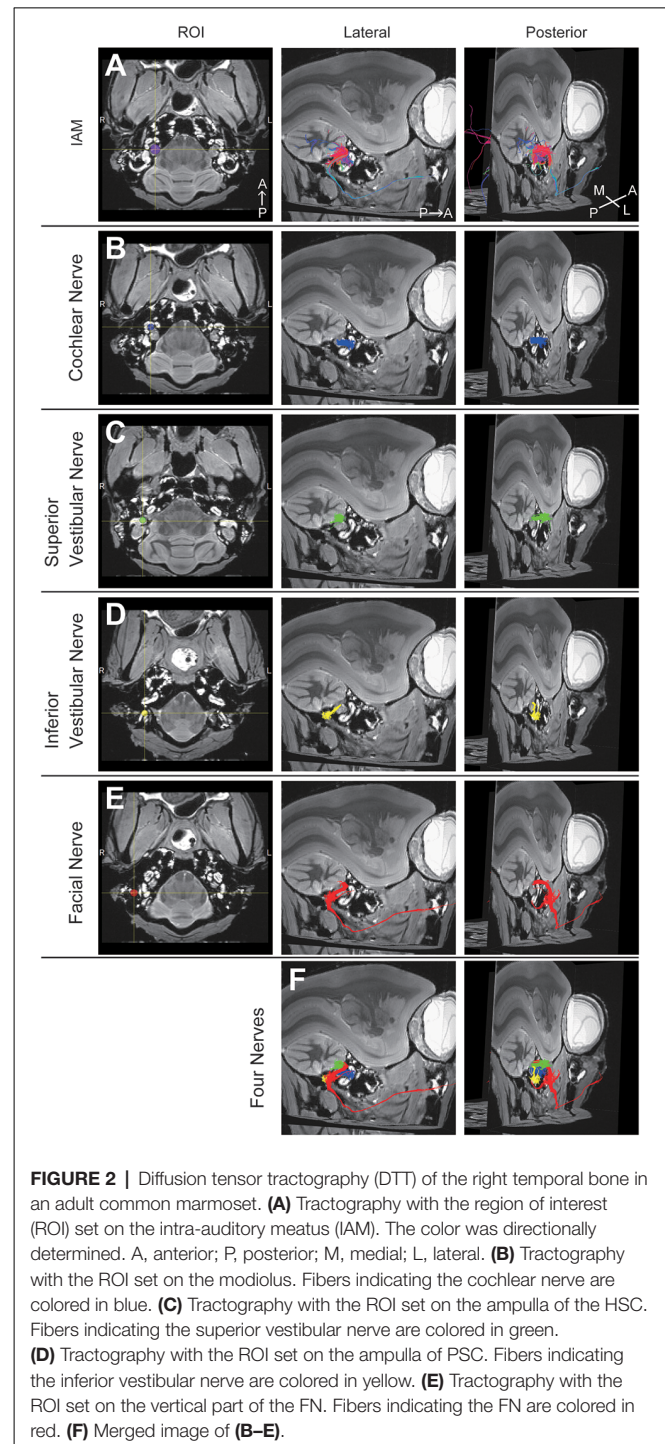 ROI
Lateral
Posterior
IAM
A
R
L
A
P
P→A
M
A
P
L
Cochlear Nerve
B
R
L
Superior
Vestibular Nerve
C
R
L
Inferior
Vestibular Nerve
D
R
L
Facial Nerve
E
R
L
Four Nerves
F
FIGURE 2 | Diffusion tensor tractography (DTT) of the right temporal bone in
an adult common marmoset. (A) Tractography with the region of interest
(ROI) set on the intra-auditory meatus (IAM). The color was directionally
determined. A, anterior; P, posterior; M, medial; L, lateral. (B) Tractography
with the ROI set on the modiolus. Fibers indicating the cochlear nerve are
colored in blue. (C) Tractography with the ROI set on the ampulla of the HSC.
Fibers indicating the superior vestibular nerve are colored in green.
(D) Tractography with the ROI set on the ampulla of PSC. Fibers indicating
the inferior vestibular nerve are colored in yellow. (E) Tractography with the
ROI set on the vertical part of the FN. Fibers indicating the FN are colored in
red. (F) Merged image of (B–E).